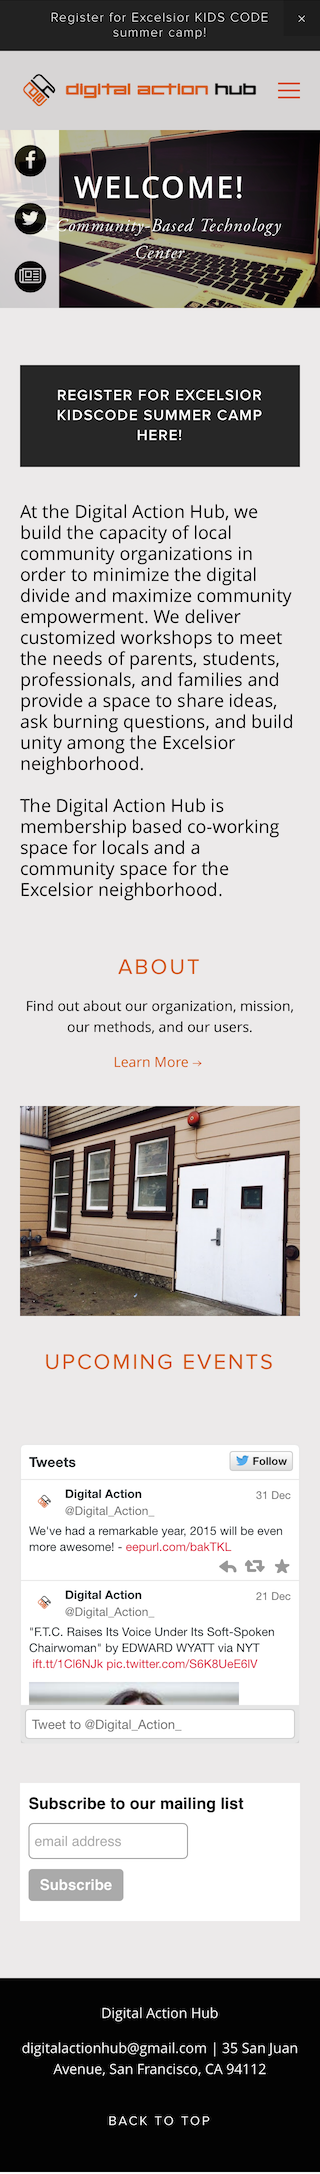 Register for Excelsior KIDS CODE
summer camp!
×
digital action hub
WELCOME!
Community-Based Technology
Center
REGISTER FOR EXCELSIOR
KIDSCODE SUMMER CAMP
HERE!
At the Digital Action Hub, we
build the capacity of local
community organizations in
order to minimize the digital
divide and maximize community
empowerment. We deliver
customized workshops to meet
the needs of parents, students,
professionals, and families and
provide a space to share ideas,
ask burning questions, and build
unity among the Excelsior
neighborhood.
The Digital Action Hub is
membership based co-working
space for locals and a
community space for the
Excelsior neighborhood.
ABOUT
Find out about our organization, mission,
our methods, and our users.
Learn More →
UPCOMING EVENTS
Tweets
Follow
Digital Action
31 Dec
@Digital_Action_
We've had a remarkable year, 2015 will be even
more awesome! - eepurl.com/bakTKL
Digital Action
21 Dec
@Digital_Action_
"F.T.C. Raises Its Voice Under Its Soft-Spoken
Chairwoman" by EDWARD WYATT via NYT
ift.tt/1Cl6NJk pic.twitter.com/S6K8UeE6lV
Tweet to @Digital_Action_
Subscribe to our mailing list
email address
Subscribe
Digital Action Hub
digitalactionhub@gmail.com | 35 San Juan
Avenue, San Francisco, CA 94112
BACK TO TOP